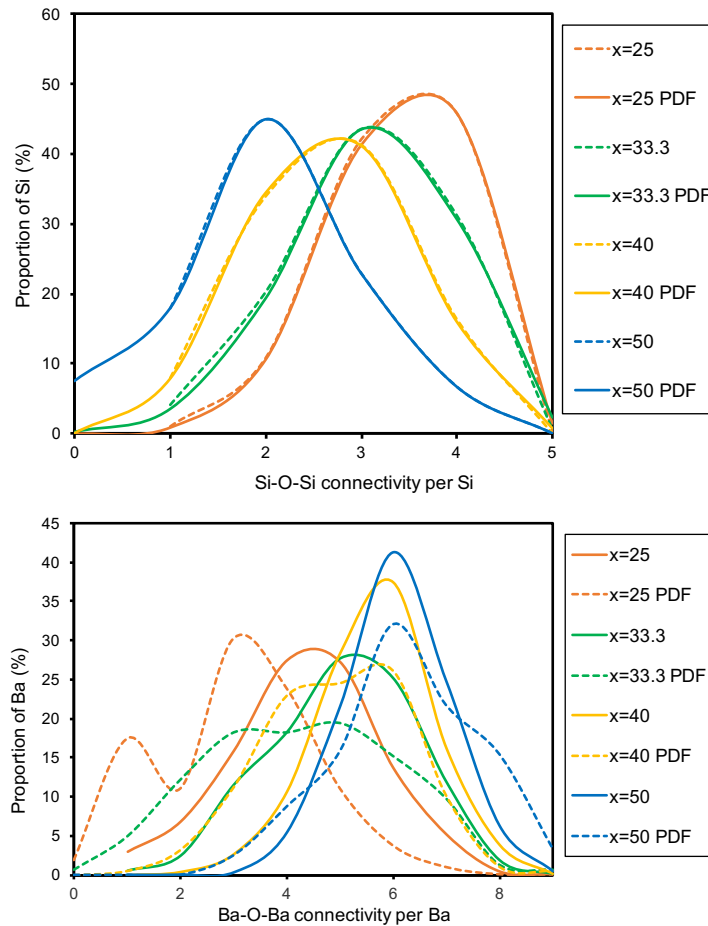 60
50
40
30
20
10
0
Proportion of Si (%)
0 1 2 3 4 5
Si-O-Si connectivity per Si
x=25
x=25 PDF
x=33.3
x=33.3 PDF
x=40
x=40 PDF
x=50
x=50 PDF
45
40
35
30
25
20
15
10
5
0
Proportion of Ba (%)
0 2 4 6 8
Ba-O-Ba connectivity per Ba
x=25
x=25 PDF
x=33.3
x=33.3 PDF
x=40
x=40 PDF
x=50
x=50 PDF